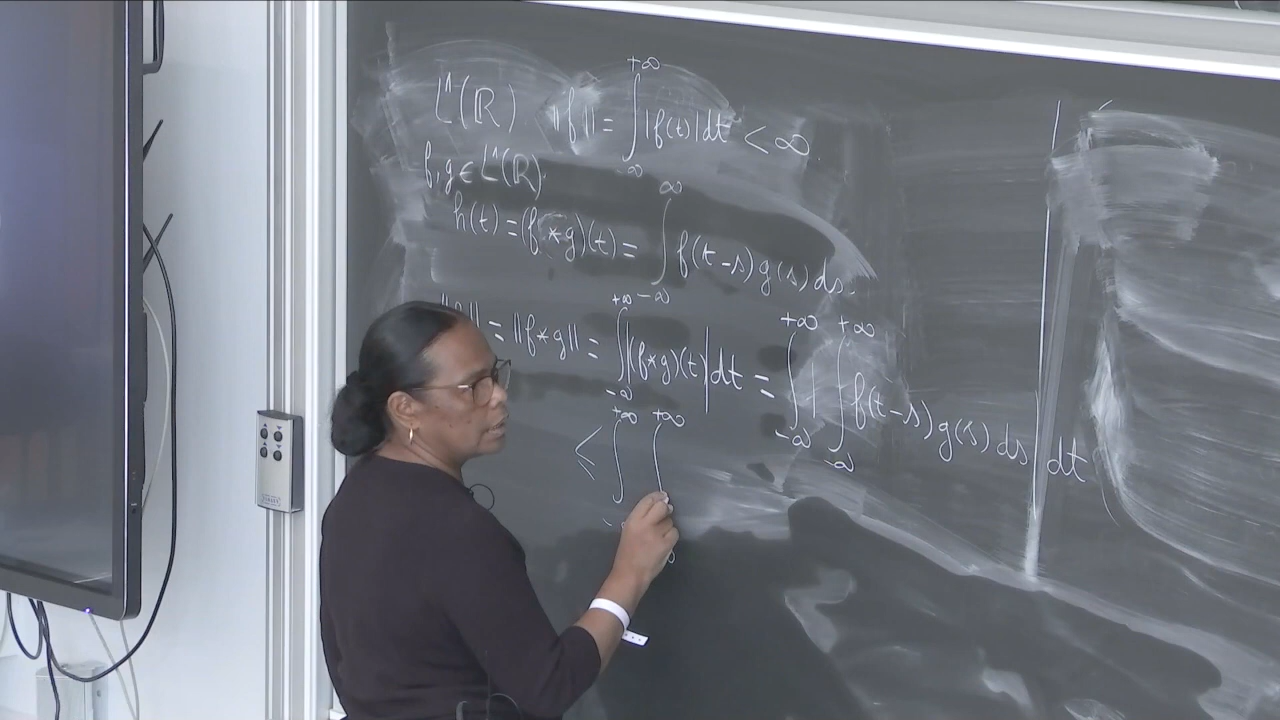 L¹(ℝ) ‖f‖ = ∫_{-∞}^{+∞} |f(t)| dt < ∞.
f, g ∈ L¹(ℝ).
h(t) = (f * g)(t) = ∫_{-∞}^{∞} f(t-s) g(s) ds.
= ‖f * g‖ = ∫_{-∞}^{+∞} |(f * g)(t)| dt = ∫_{-∞}^{+∞} | ∫_{-∞}^{+∞} f(t-s) g(s) ds | dt
≤ ∫^{+∞} ∫^{+∞}